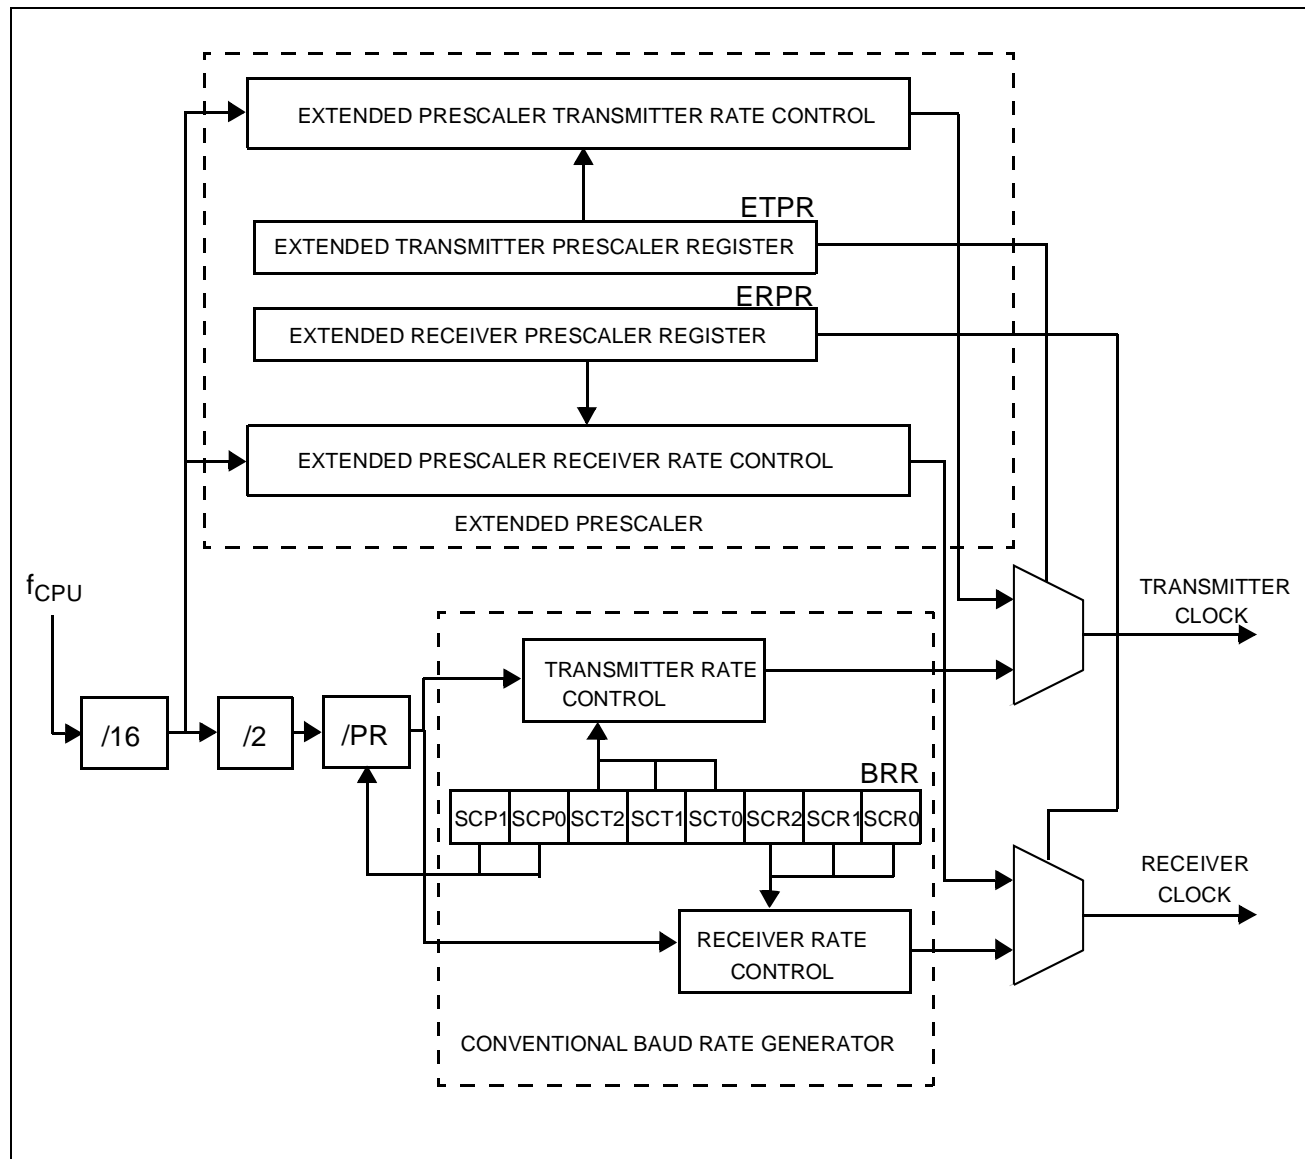 EXTENDED PRESCALER TRANSMITTER RATE CONTROL
ETPR
EXTENDED TRANSMITTER PRESCALER REGISTER
ERPR
EXTENDED RECEIVER PRESCALER REGISTER
EXTENDED PRESCALER RECEIVER RATE CONTROL
EXTENDED PRESCALER
fCPU
TRANSMITTER
CLOCK
TRANSMITTER RATE
CONTROL
/16
/2
/PR
BRR
SCP1 SCP0 SCT2 SCT1 SCT0 SCR2 SCR1 SCR0
RECEIVER
CLOCK
RECEIVER RATE
CONTROL
CONVENTIONAL BAUD RATE GENERATOR